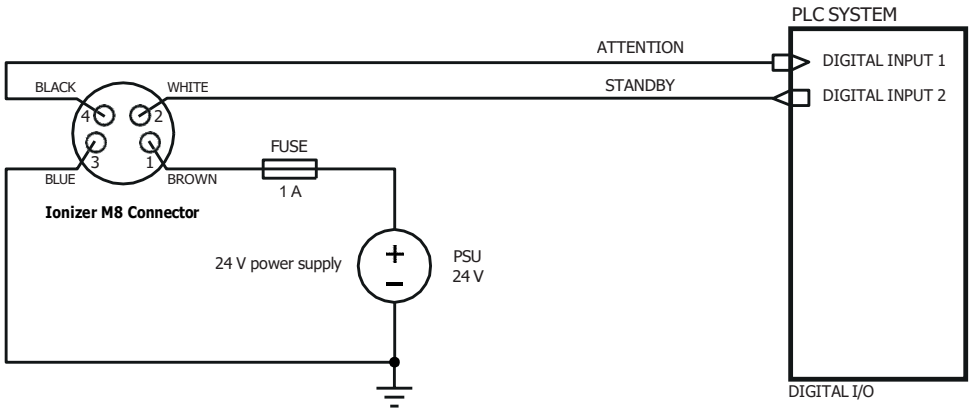 PLC SYSTEM
ATTENTION
DIGITAL INPUT 1
BLACK
WHITE
STANDBY
DIGITAL INPUT 2
4
2
3
1
FUSE
BLUE
BROWN
1 A
Ionizer M8 Connector
24 V power supply
+
−
PSU
24 V
DIGITAL I/O